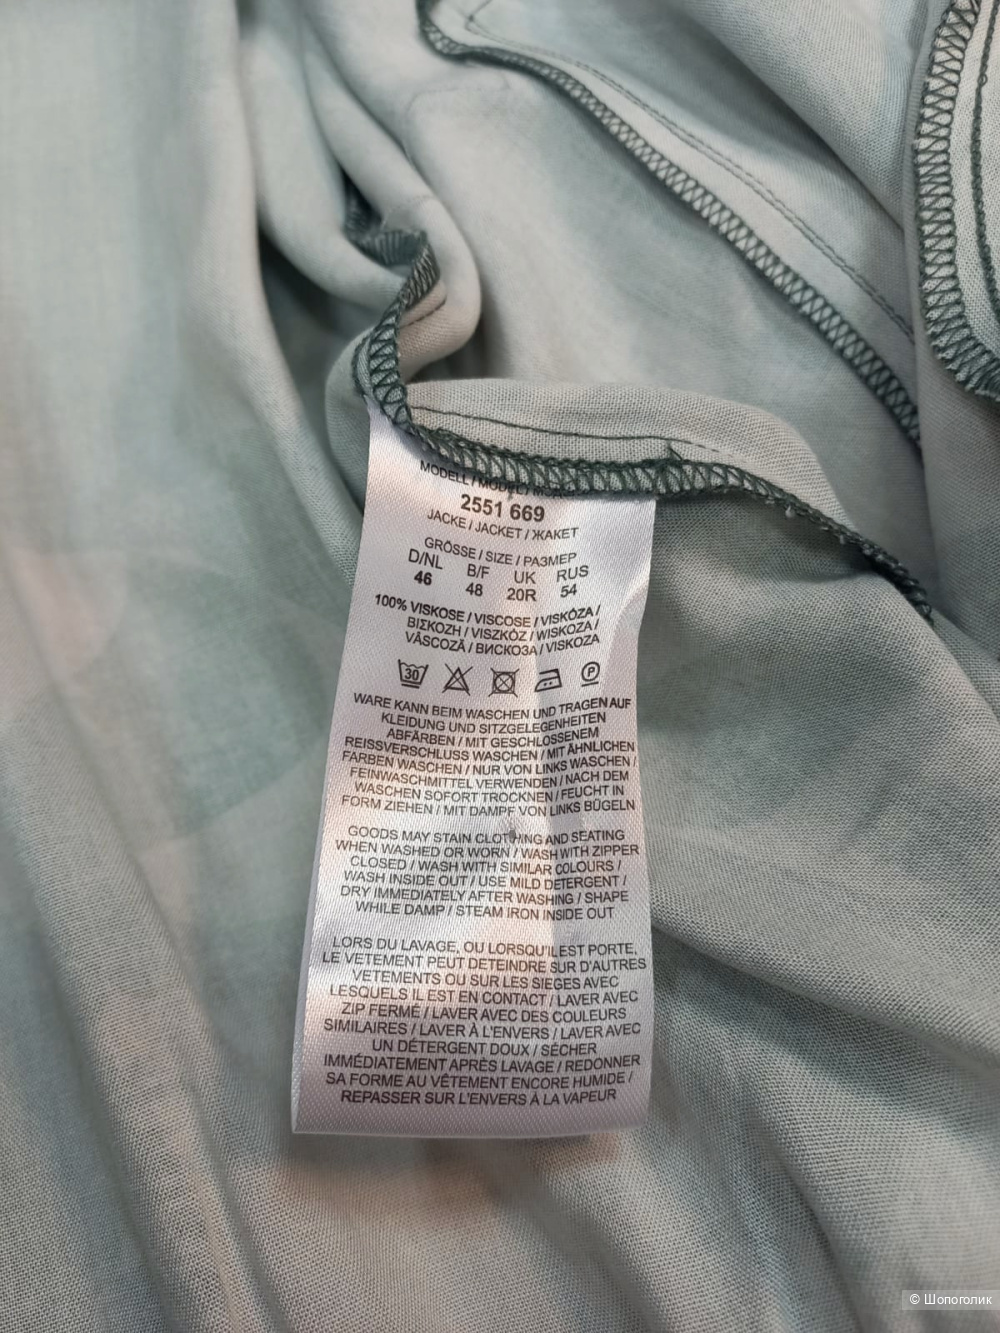 MODELL / MODEL /
2551 669
JACKE / JACKET / ЖАКЕТ
GRÖSSE / SIZE / РАЗМЕР
D/NL B/F UK RUS
46 48 20R 54
100% VISKOSE / VISCOSE / VISKÓZA /
ΒΙΣΚΟΖΗ / VISZKÓZ / WISKOZA /
VÂSCOZĂ / ВИСКОЗА / VISKOZA
30 P
WARE KANN BEIM WASCHEN UND TRAGEN AUF
KLEIDUNG UND SITZGELEGENHEITEN
ABFÄRBEN / MIT GESCHLOSSENEM
REISSVERSCHLUSS WASCHEN / MIT ÄHNLICHEN
FARBEN WASCHEN / NUR VON LINKS WASCHEN /
FEINWASCHMITTEL VERWENDEN / NACH DEM
WASCHEN SOFORT TROCKNEN / FEUCHT IN
FORM ZIEHEN / MIT DAMPF VON LINKS BÜGELN
GOODS MAY STAIN CLOTHING AND SEATING
WHEN WASHED OR WORN / WASH WITH ZIPPER
CLOSED / WASH WITH SIMILAR COLOURS /
WASH INSIDE OUT / USE MILD DETERGENT /
DRY IMMEDIATELY AFTER WASHING / SHAPE
WHILE DAMP / STEAM IRON INSIDE OUT
LORS DU LAVAGE, OU LORSQU'IL EST PORTE,
LE VETEMENT PEUT DETEINDRE SUR D'AUTRES
VETEMENTS OU SUR LES SIEGES AVEC
LESQUELS IL EST EN CONTACT / LAVER AVEC
ZIP FERMÉ / LAVER AVEC DES COULEURS
SIMILAIRES / LAVER À L'ENVERS / LAVER AVEC
UN DÉTERGENT DOUX / SÉCHER
IMMÉDIATEMENT APRÈS LAVAGE / REDONNER
SA FORME AU VÊTEMENT ENCORE HUMIDE /
REPASSER SUR L'ENVERS À LA VAPEUR
© Шопоголик